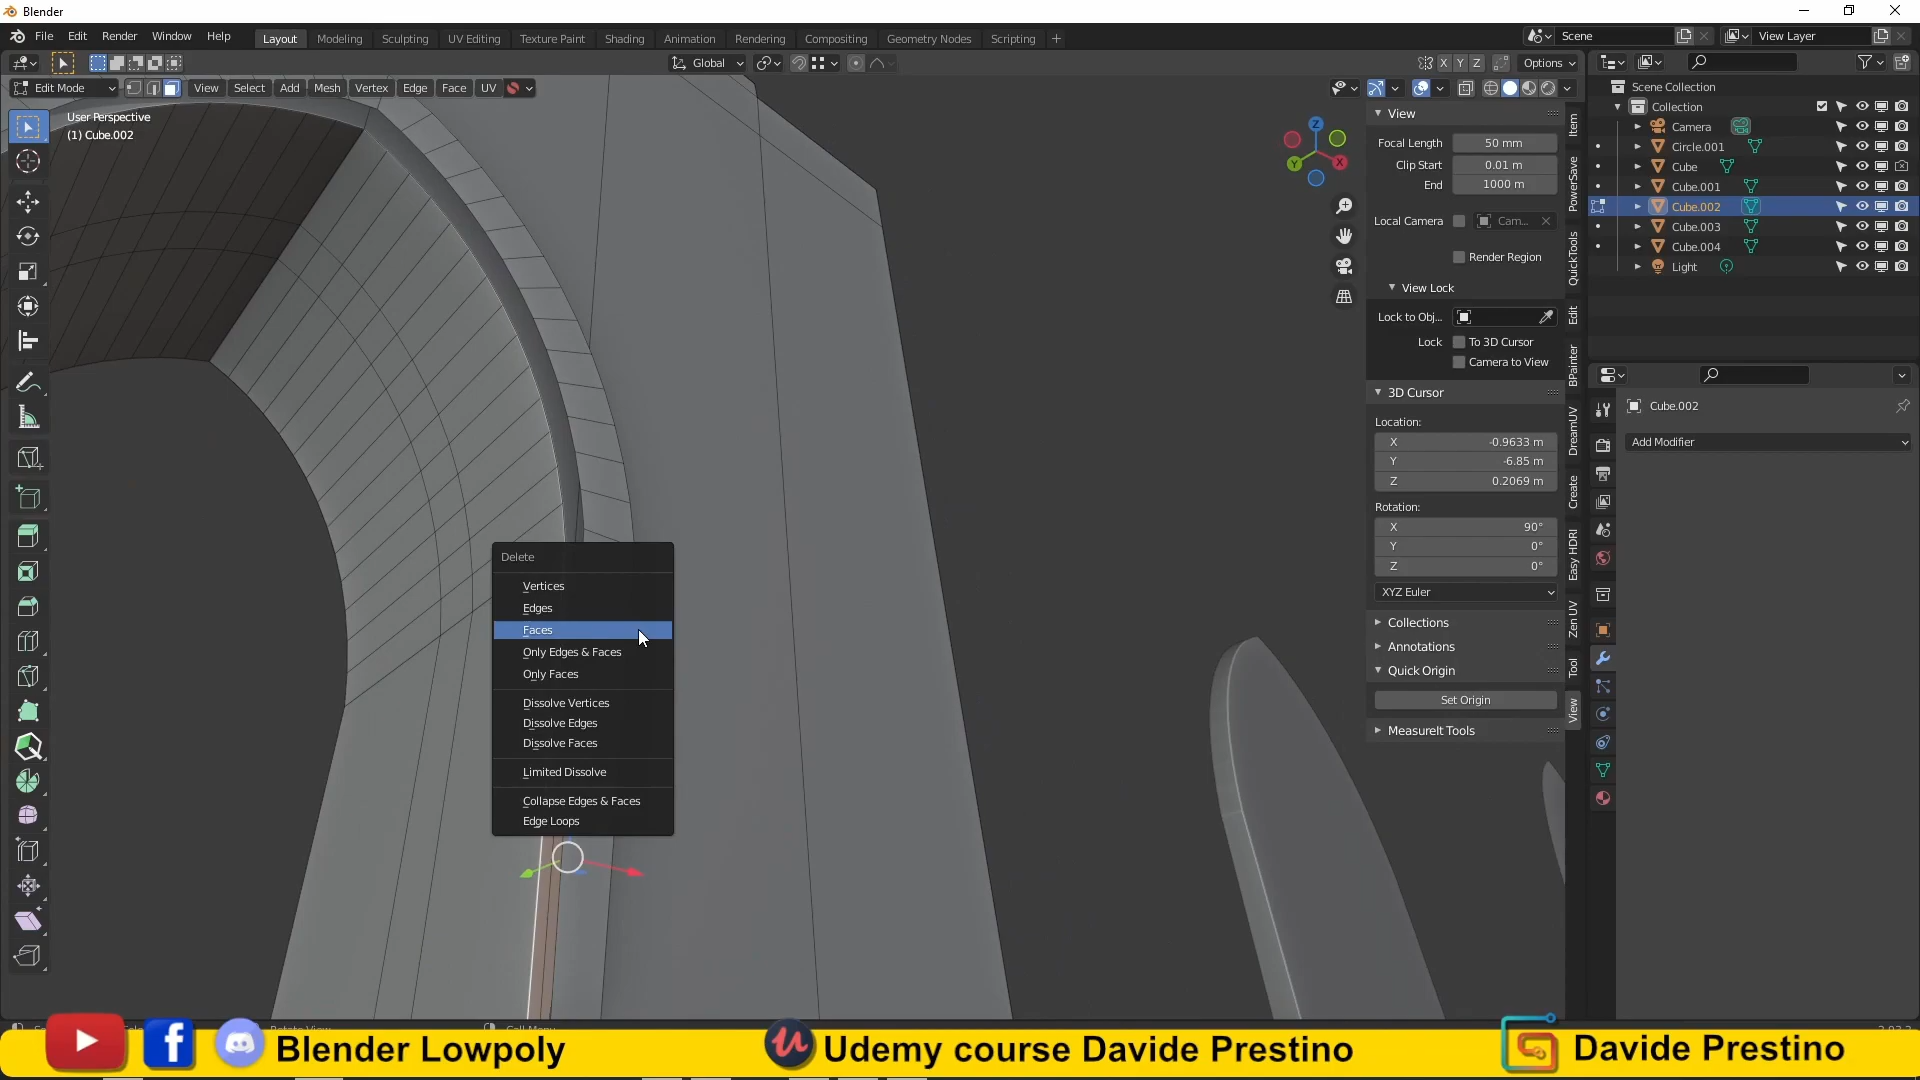 Blender
File Edit Render Window Help Layout Modeling Sculpting UV Editing Texture Paint Shading Animation Rendering Compositing Geometry Nodes Scripting + Scene View Layer
Global X Y Z Options
Edit Mode View Select Add Mesh Vertex Edge Face UV
User Perspective
(1) Cube.002
Z
Y
X
Delete
Vertices
Edges
Faces
Only Edges & Faces
Only Faces
Dissolve Vertices
Dissolve Edges
Dissolve Faces
Limited Dissolve
Collapse Edges & Faces
Edge Loops
View
Focal Length 50 mm
Clip Start 0.01 m
End 1000 m
Local Camera Cam...
Render Region
View Lock
Lock to Obj...
Lock To 3D Cursor
Camera to View
3D Cursor
Location:
X -0.9633 m
Y -6.85 m
Z 0.2069 m
Rotation:
X 90°
Y 0°
Z 0°
XYZ Euler
Collections
Annotations
Quick Origin
Set Origin
MeasureIt Tools
Item
PowerSave
QuickTools
Edit
BPainter
DreamUV
Create
Easy HDRI
Zen UV
Tool
View
Scene Collection
Collection
Camera
Circle.001
Cube
Cube.001
Cube.002
Cube.003
Cube.004
Light
Cube.002
Add Modifier
Blender Lowpoly
Udemy course Davide Prestino
Davide Prestino